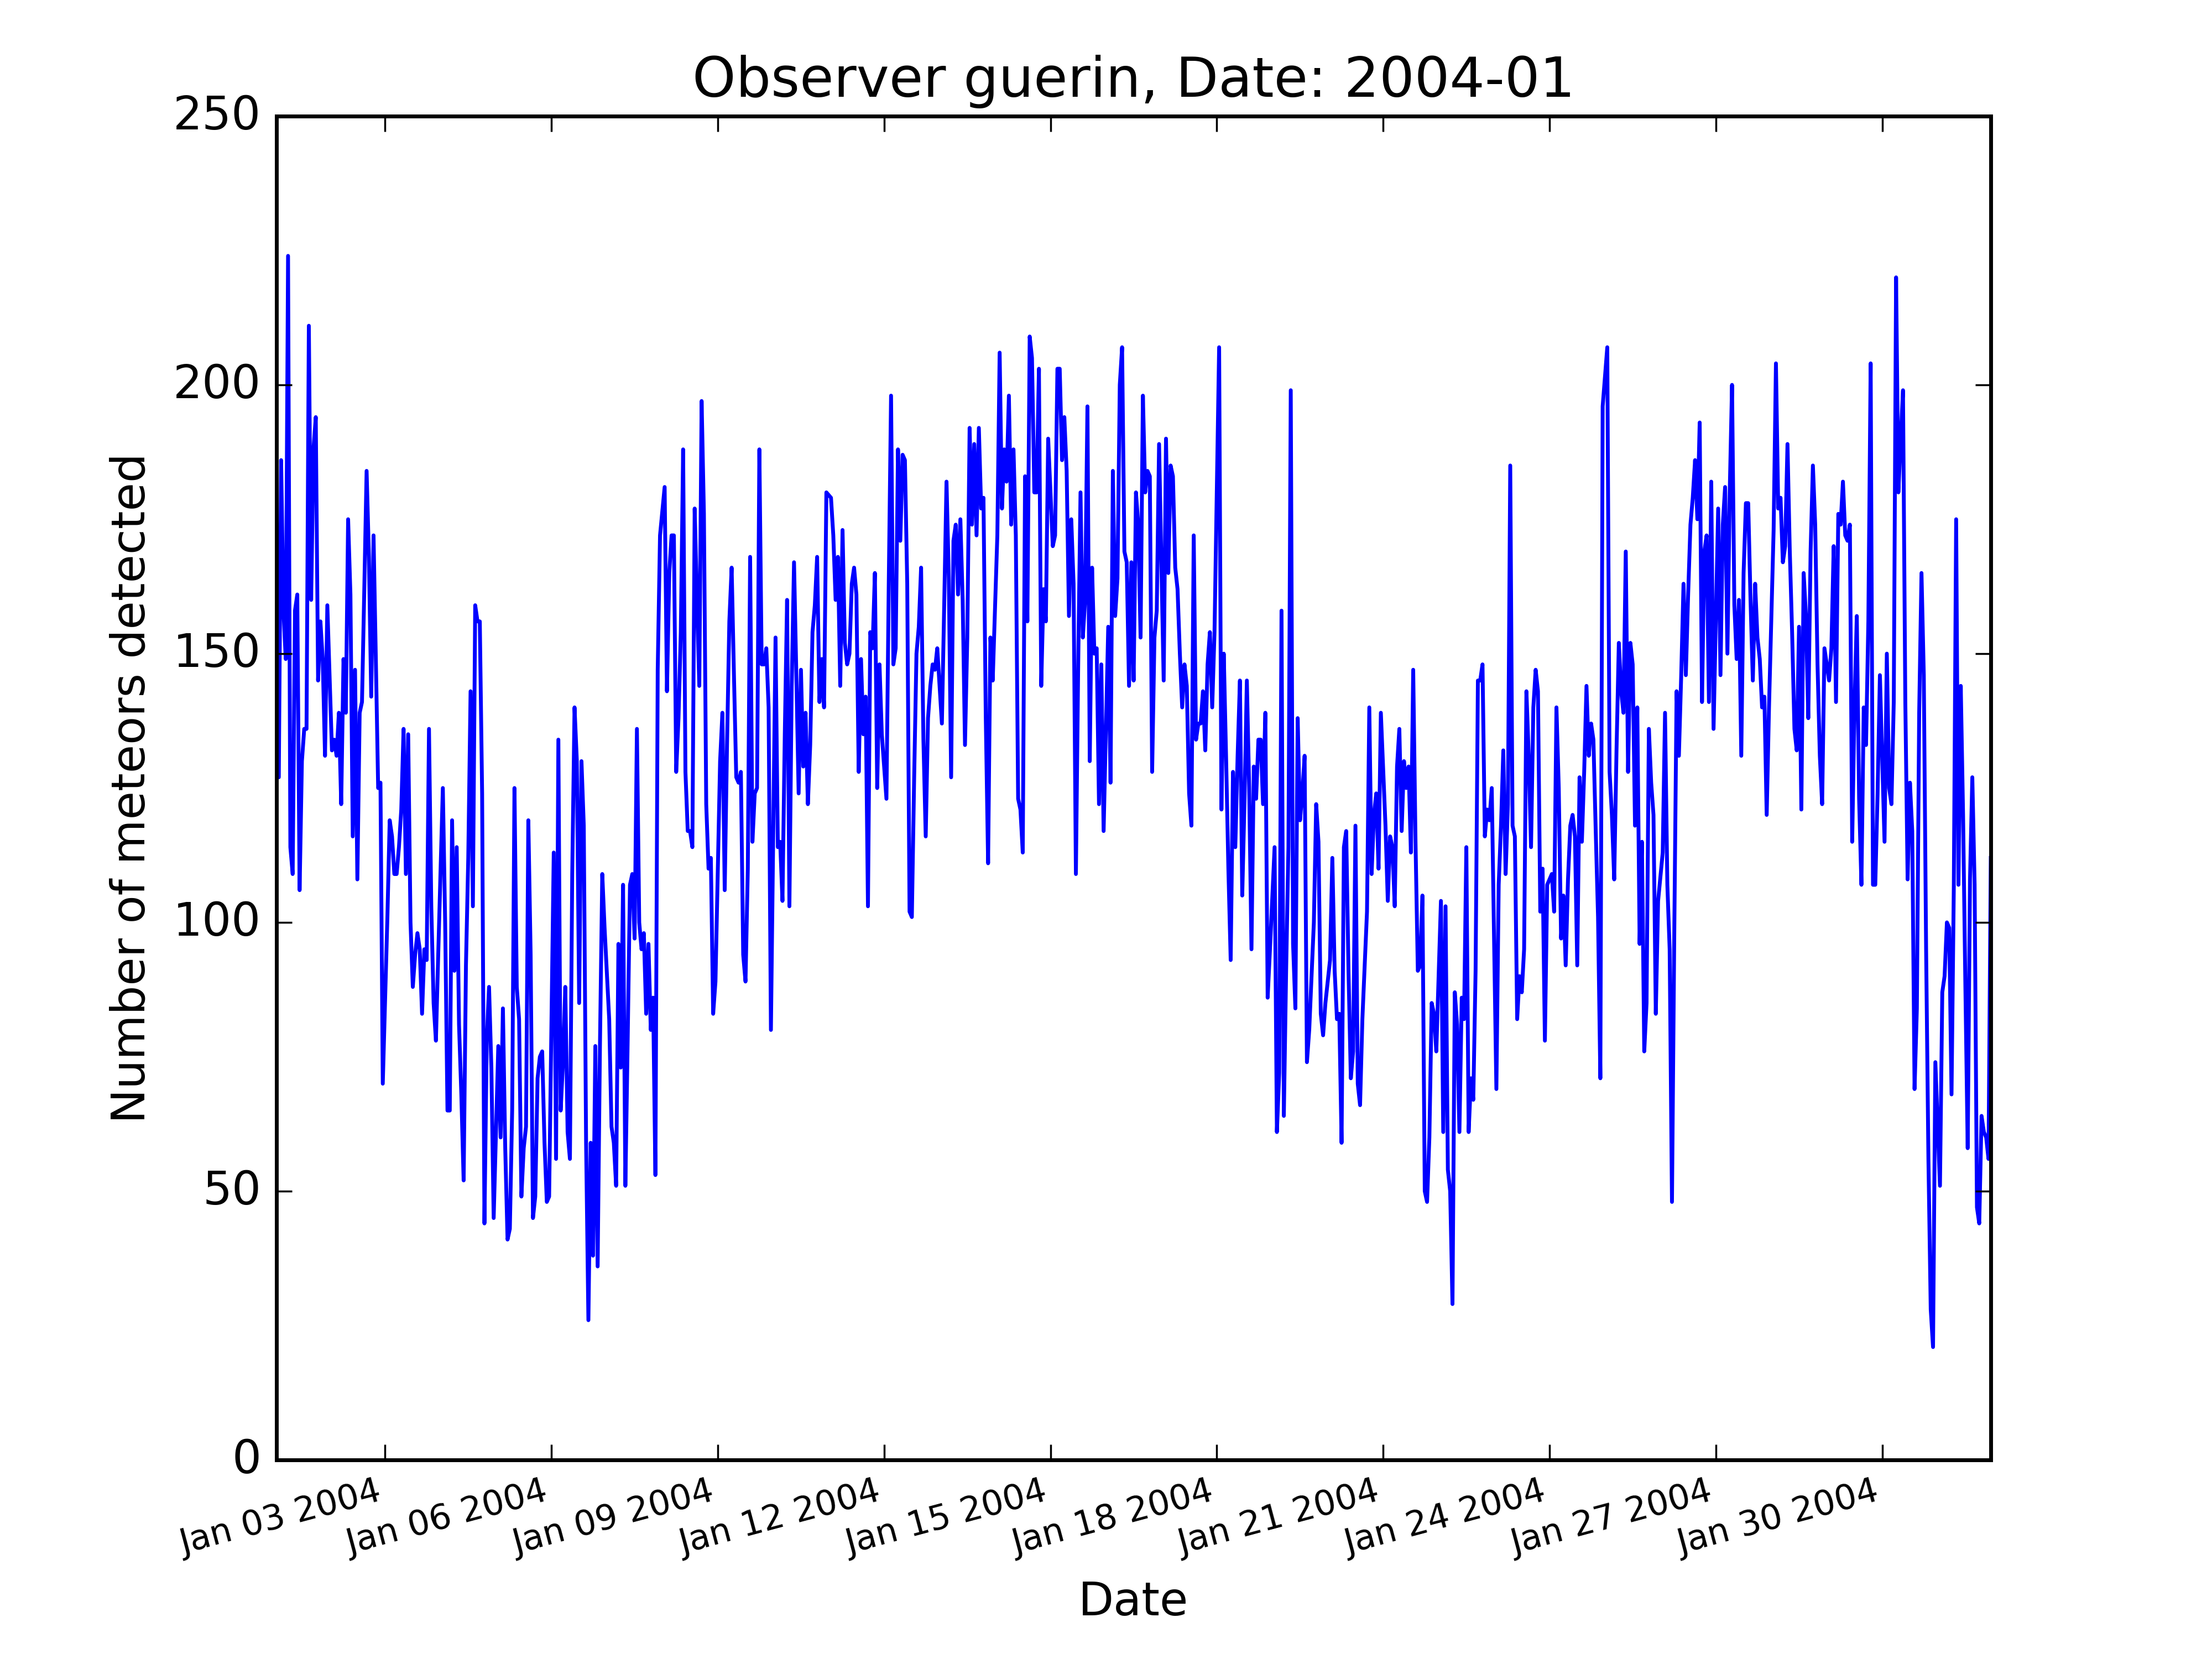 Observer guerin, Date: 2004-01
250
200
150
100
50
0
Number of meteors detected
Jan 03 2004
Jan 06 2004
Jan 09 2004
Jan 12 2004
Jan 15 2004
Jan 18 2004
Jan 21 2004
Jan 24 2004
Jan 27 2004
Jan 30 2004
Date